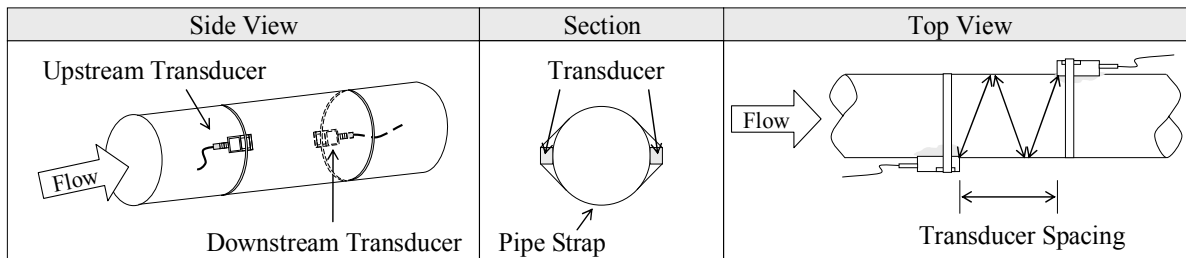 Side View
Upstream Transducer
Flow
Downstream Transducer
Section
Transducer
Pipe Strap
Top View
Flow
Transducer Spacing